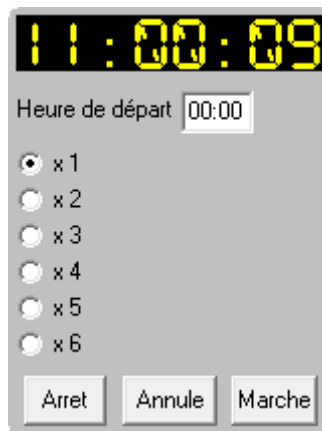 11:00:09
Heure de départ 00:00
x 1
x 2
x 3
x 4
x 5
x 6
Arret Annule Marche